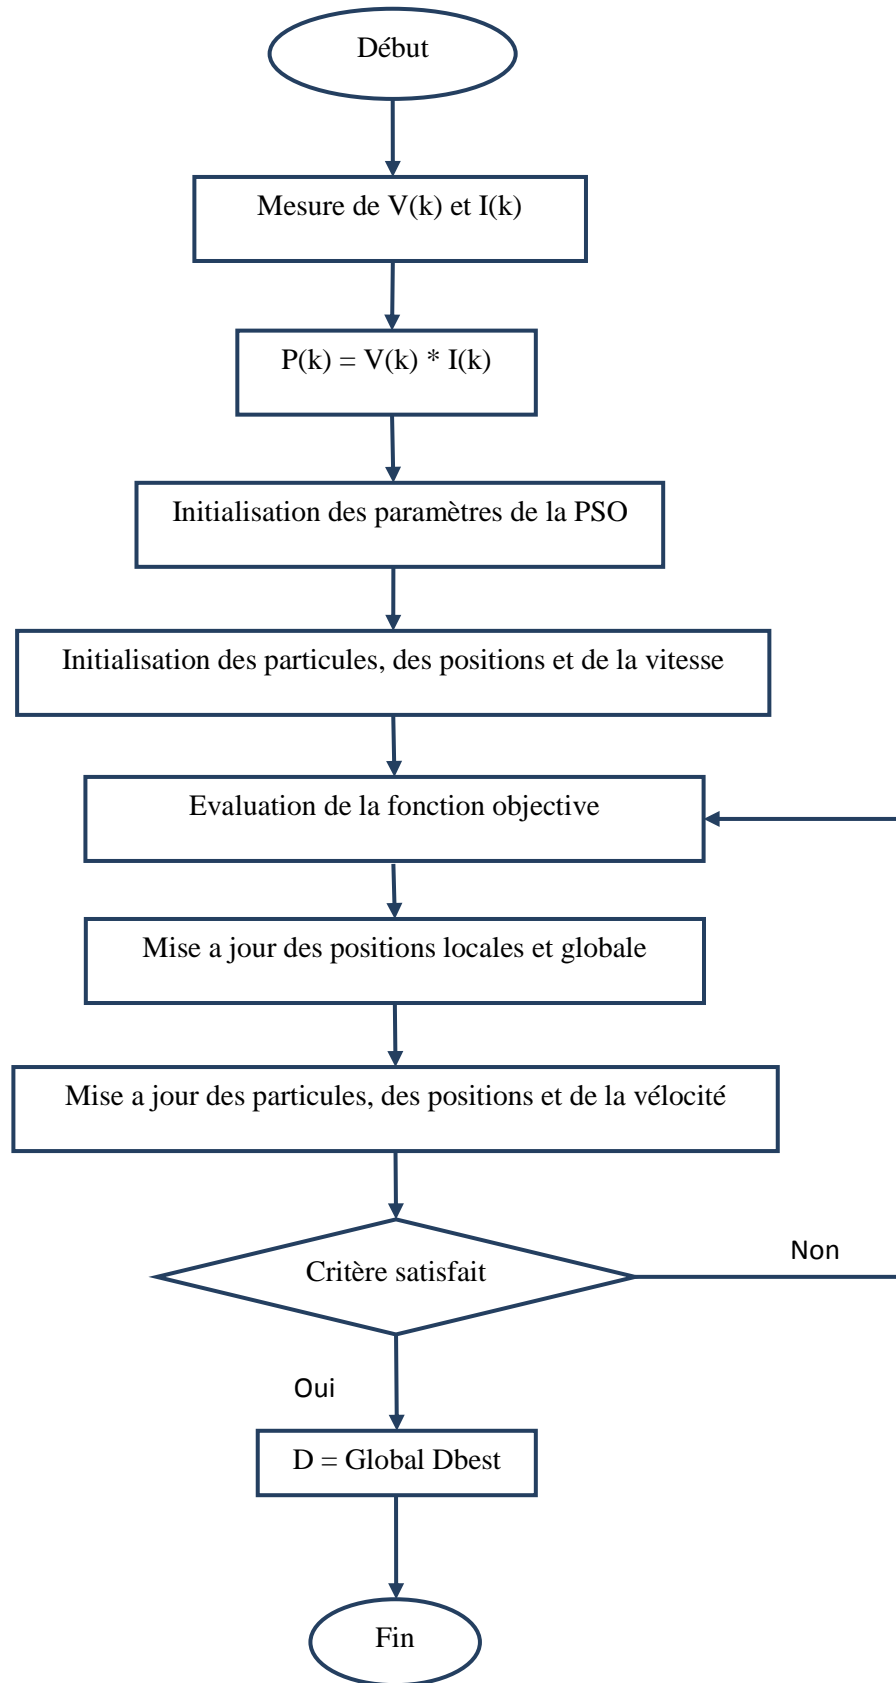 Début
Mesure de V(k) et I(k)
P(k) = V(k) * I(k)
Initialisation des paramètres de la PSO
Initialisation des particules, des positions et de la vitesse
Evaluation de la fonction objective
Mise a jour des positions locales et globale
Mise a jour des particules, des positions et de la vélocité
Critère satisfait
Non
Oui
D = Global Dbest
Fin